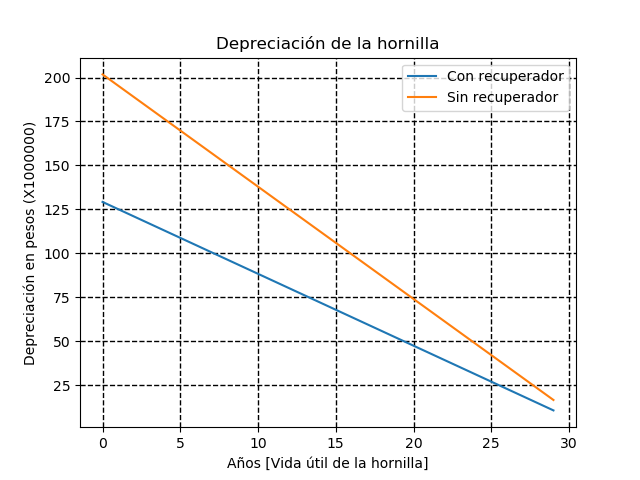 Depreciación de la hornilla
Con recuperador
Sin recuperador
200
175
150
125
100
75
50
25
Depreciación en pesos (X1000000)
0 5 10 15 20 25 30
Años [Vida útil de la hornilla]